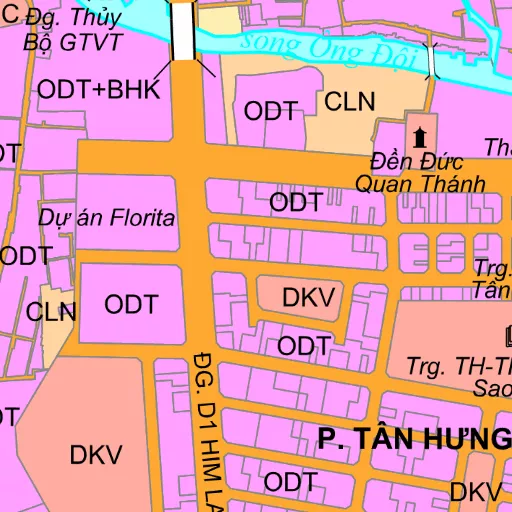 C
Đg. Thủy
Bộ GTVT
sông Ông Đội
ODT+BHK
ODT
CLN
Đền Đức
Quan Thánh
ODT
Dự án Florita
ODT
Trg.
Tân
CLN
ODT
DKV
ODT
Trg. TH-TH
Sao
ĐG. D1 HIM LA
P. TÂN HƯNG
DKV
ODT
DKV